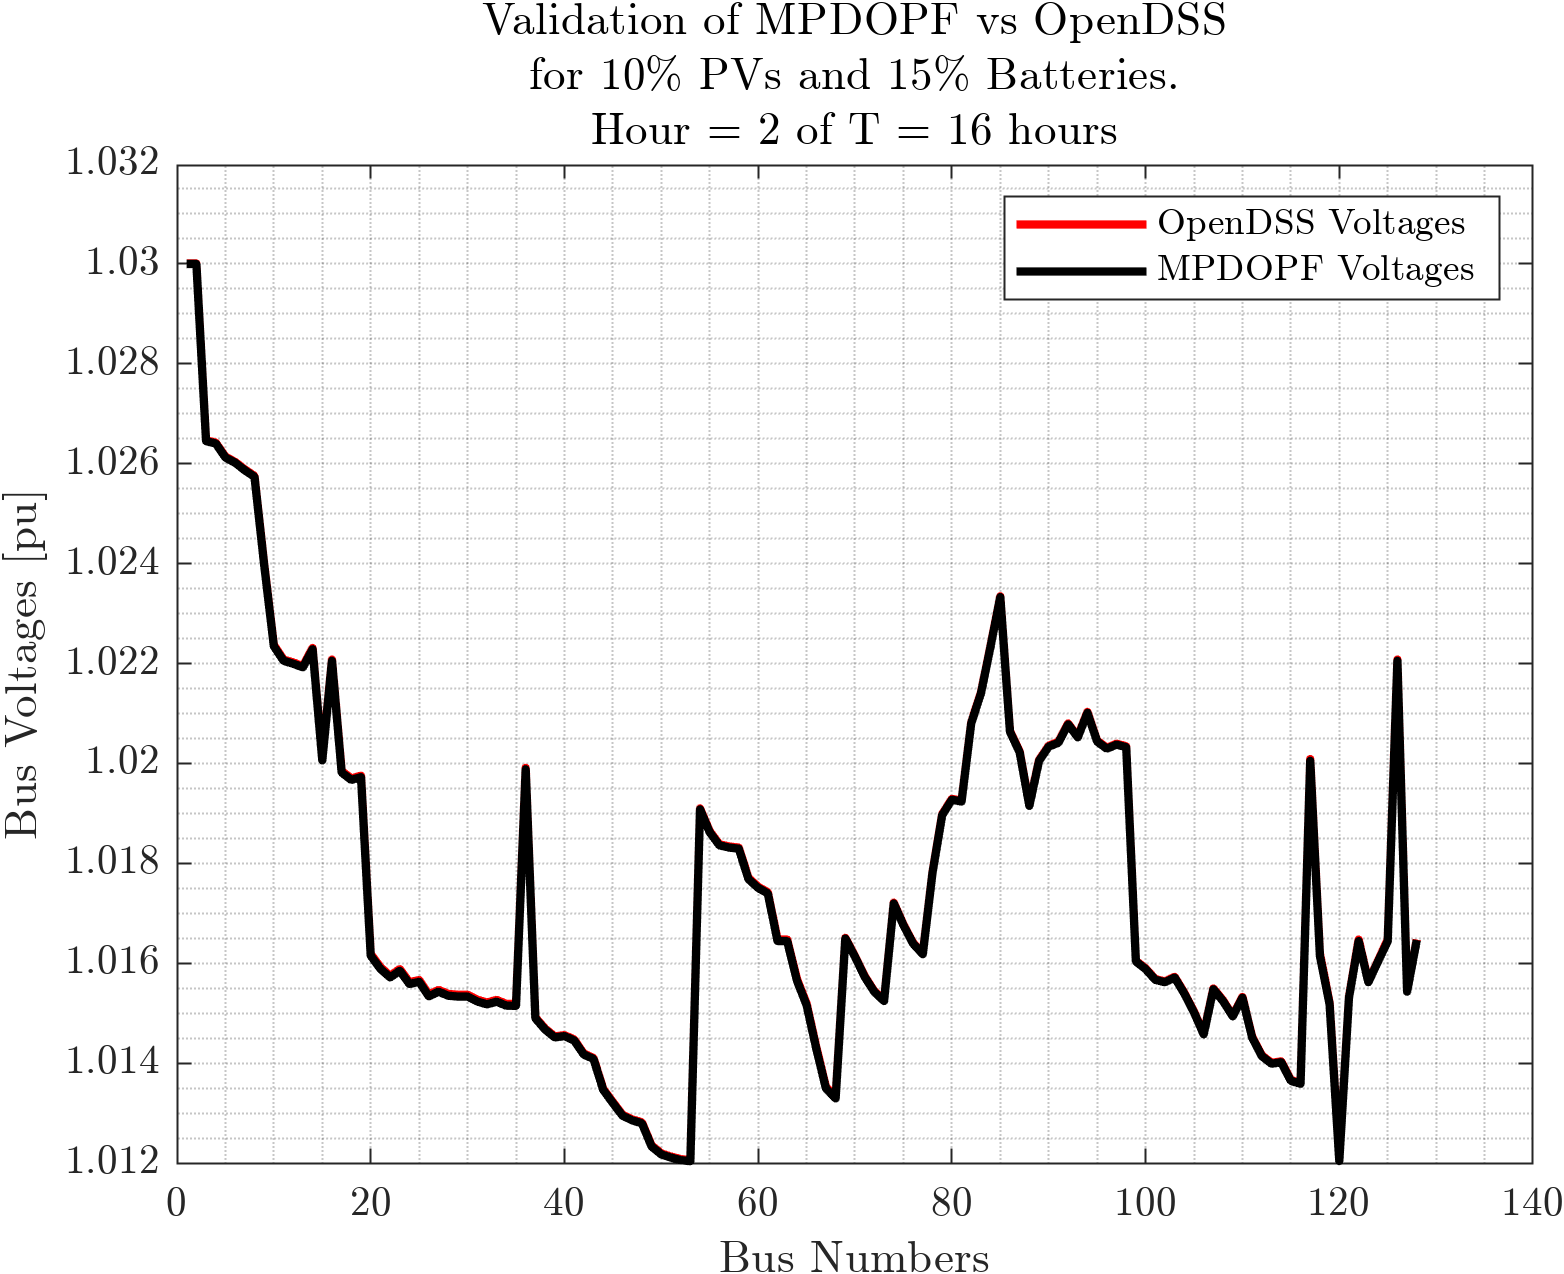 Validation of MPDOPF vs OpenDSS
for 10% PVs and 15% Batteries.
Hour = 2 of T = 16 hours
OpenDSS Voltages
MPDOPF Voltages
Bus Voltages [pu]
1.032
1.03
1.028
1.026
1.024
1.022
1.02
1.018
1.016
1.014
1.012
0 20 40 60 80 100 120 140
Bus Numbers